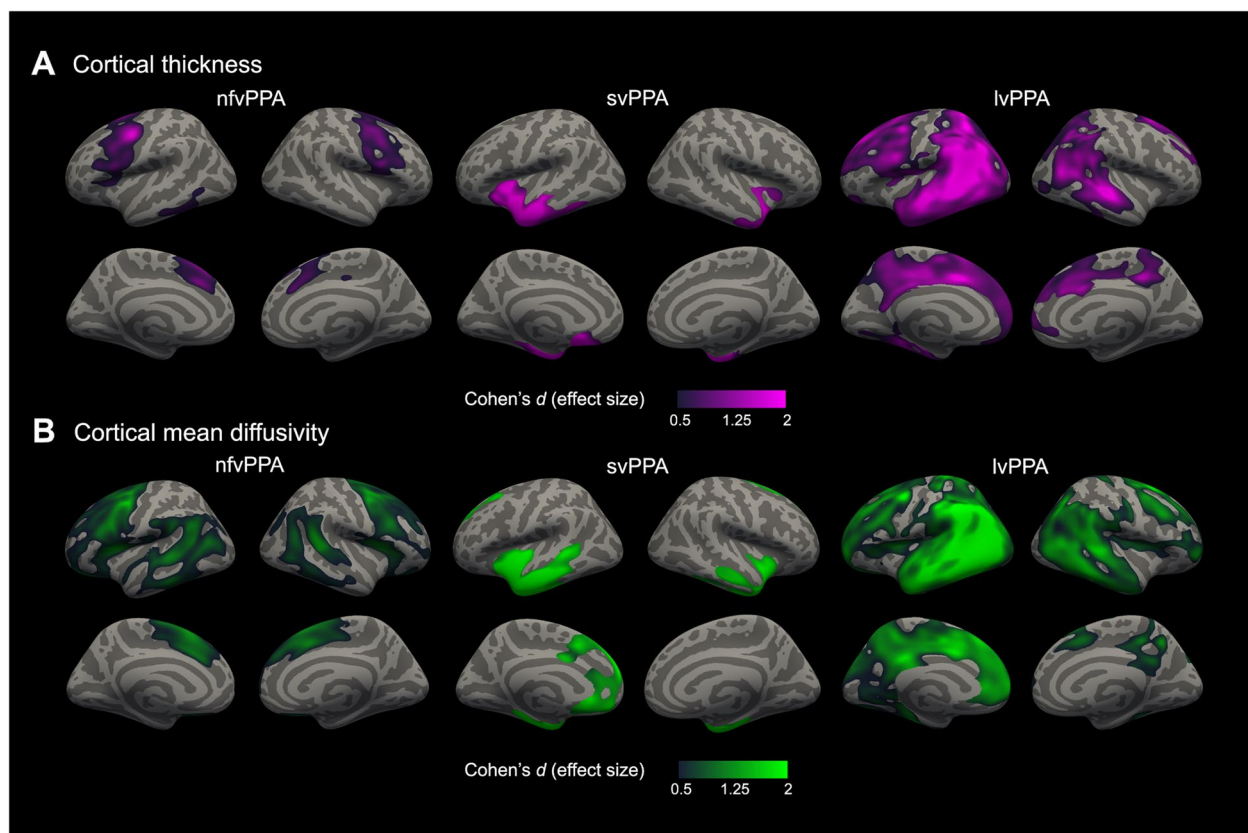 A Cortical thickness
nfvPPA svPPA lvPPA
Cohen's d (effect size)
0.5 1.25 2
B Cortical mean diffusivity
nfvPPA svPPA lvPPA
Cohen's d (effect size)
0.5 1.25 2